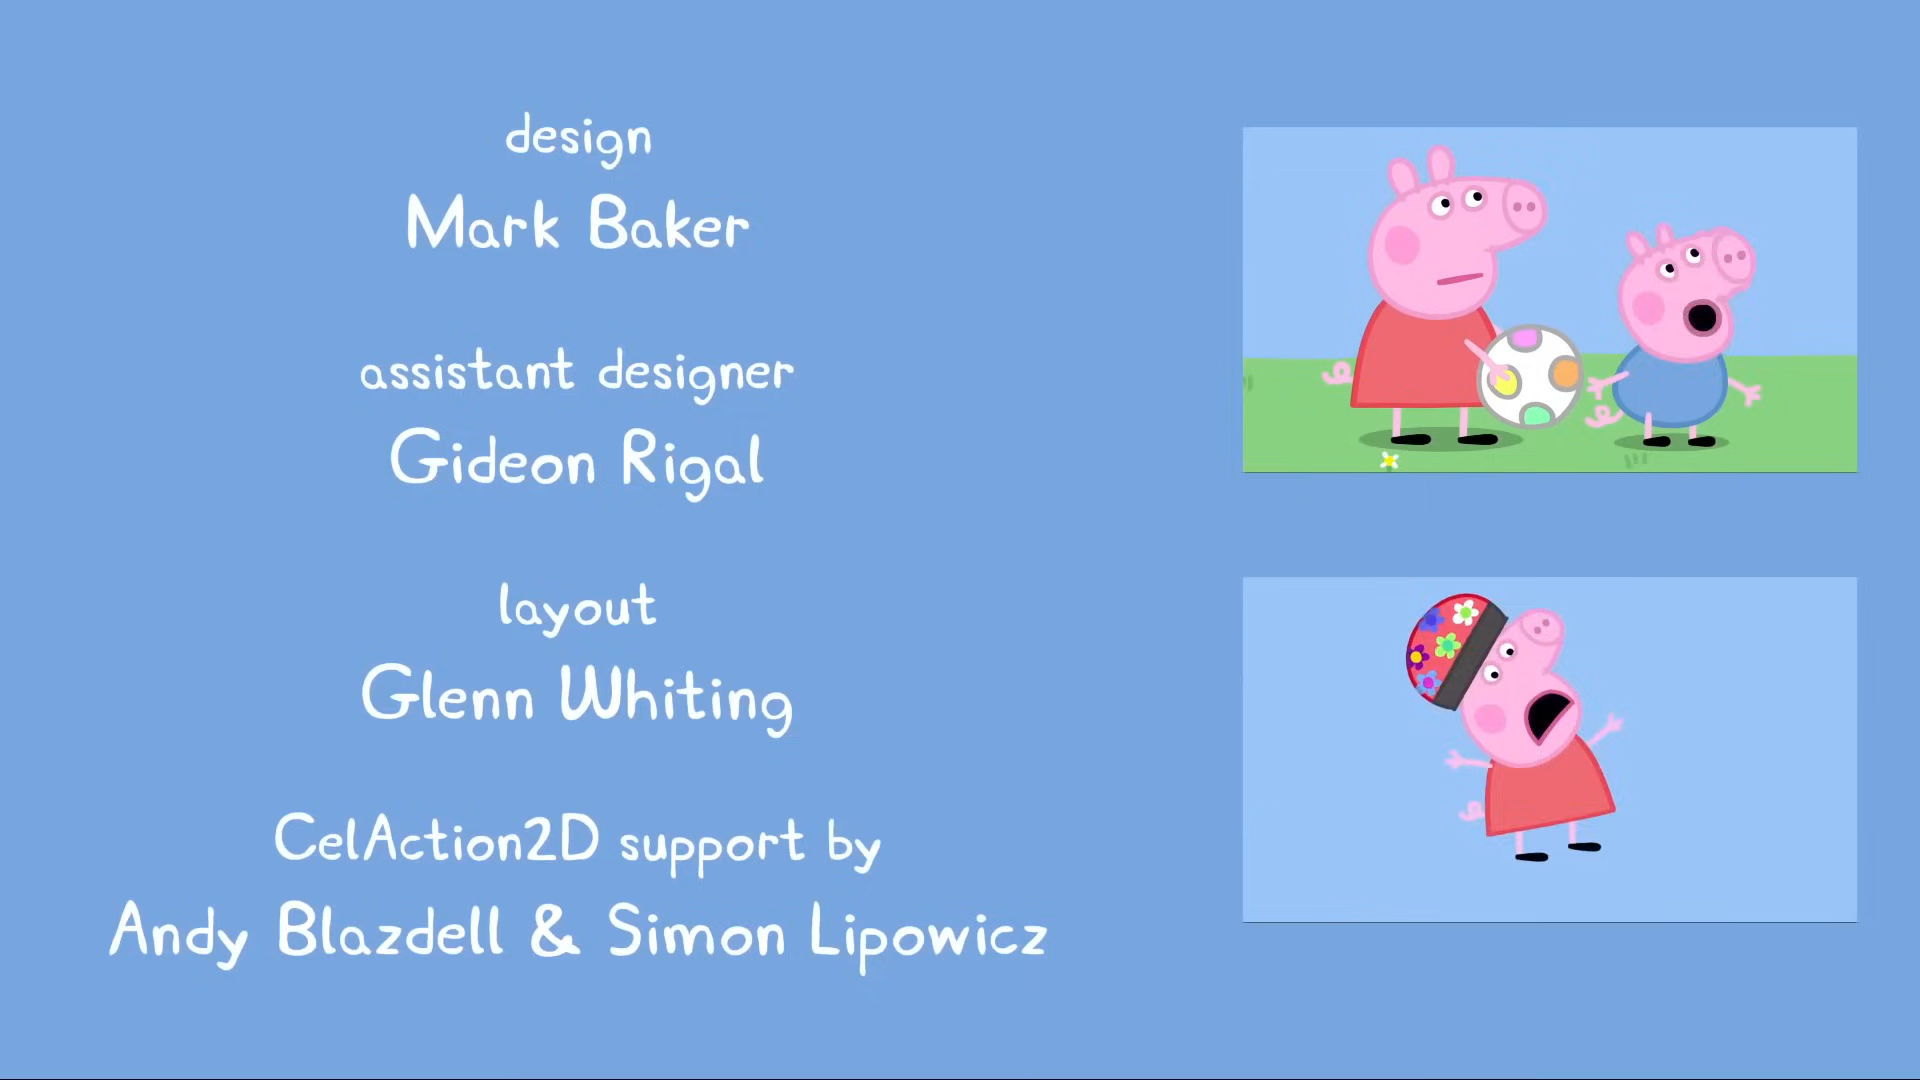 design
Mark Baker
assistant designer
Gideon Rigal
layout
Glenn Whiting
CelAction2D support by
Andy Blazdell & Simon Lipowicz